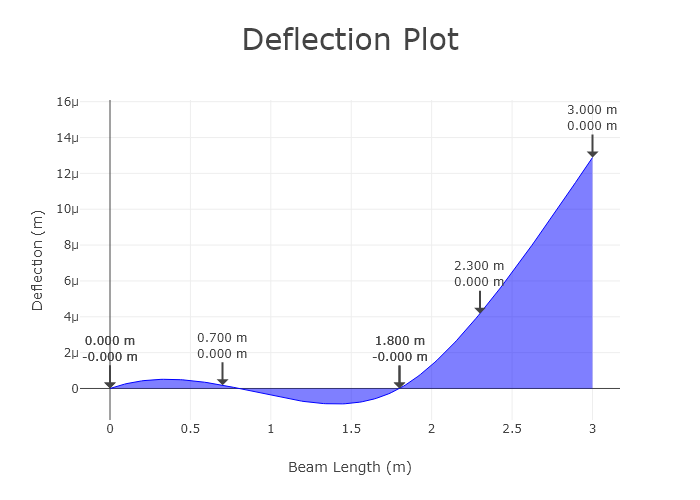 Deflection Plot
16μ
14μ
12μ
10μ
8μ
6μ
4μ
2μ
0
Deflection (m)
0.000 m
-0.000 m
0.700 m
0.000 m
1.800 m
-0.000 m
2.300 m
0.000 m
3.000 m
0.000 m
0
0.5
1
1.5
2
2.5
3
Beam Length (m)